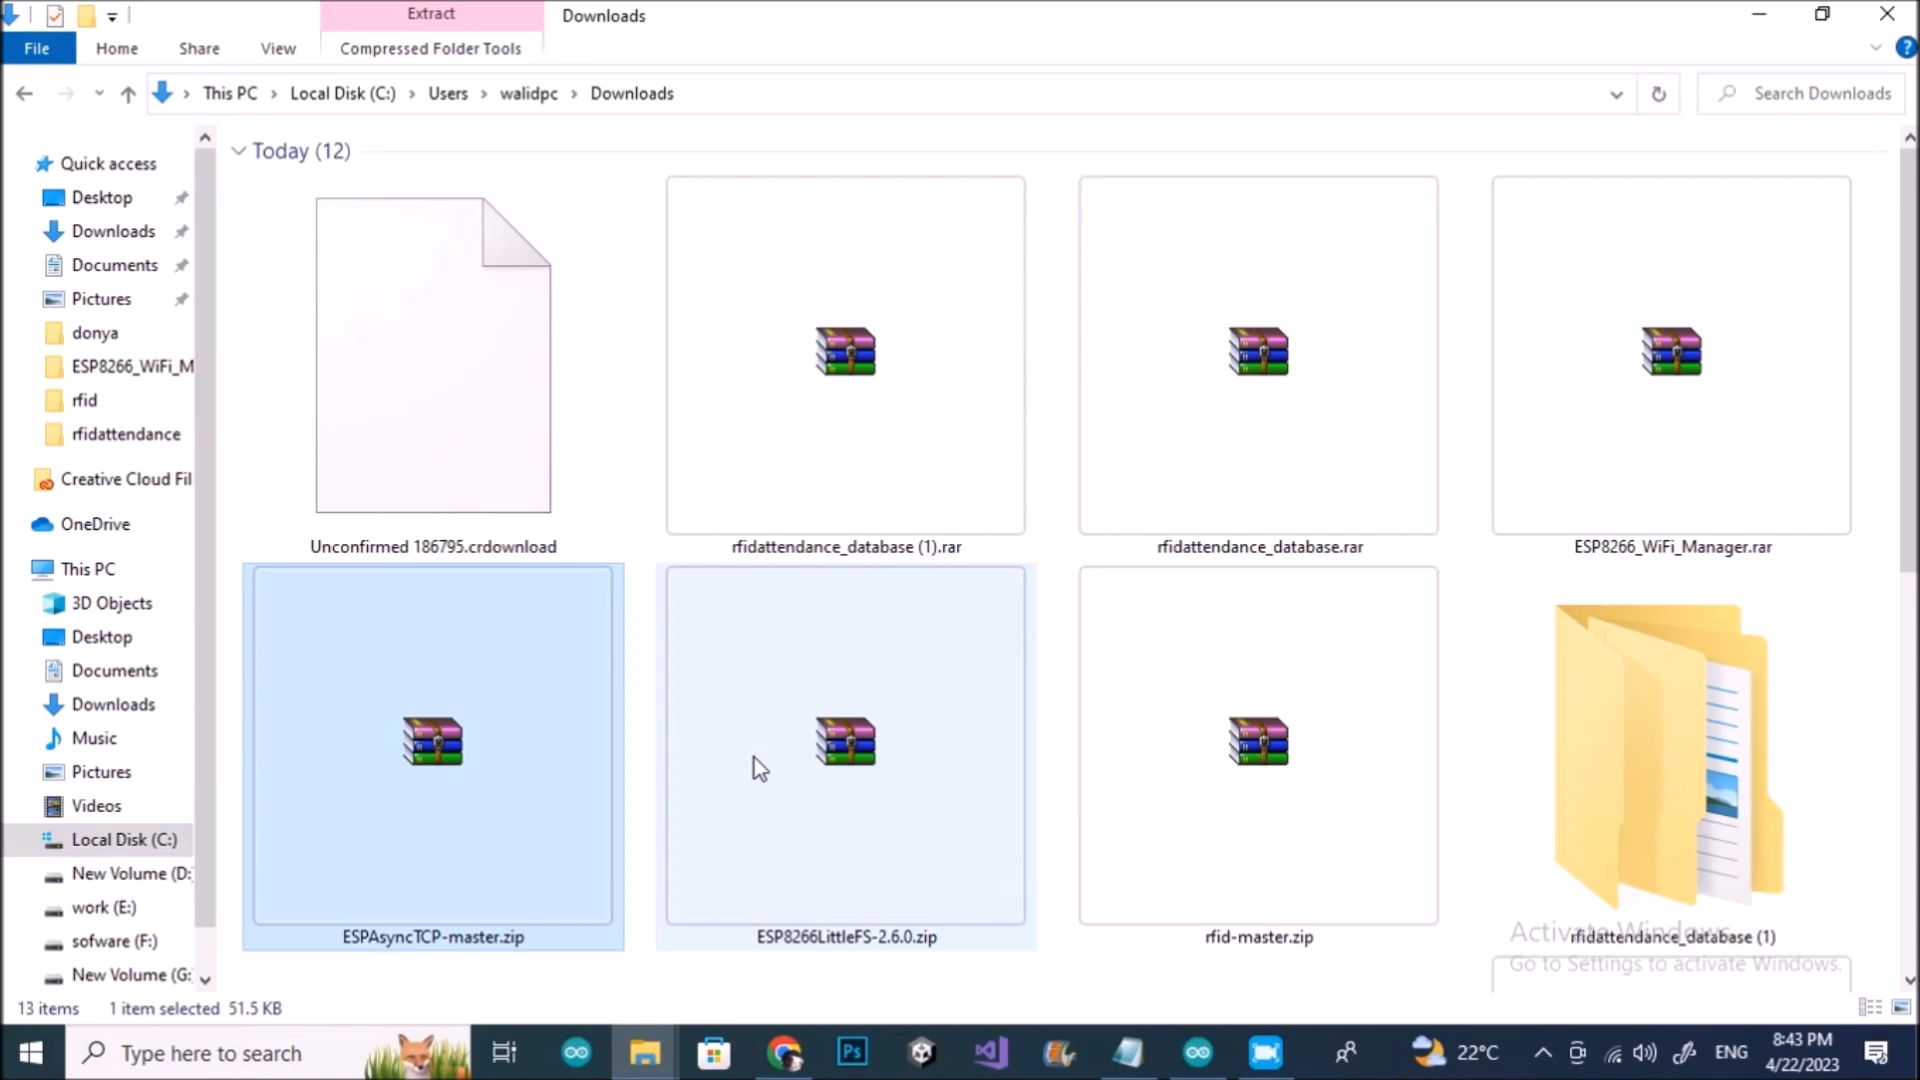 Extract
Downloads
File
Home
Share
View
Compressed Folder Tools
This PC
Local Disk (C:)
Users
walidpc
Downloads
Search Downloads
Quick access
Desktop
Downloads
Documents
Pictures
donya
ESP8266_WiFi_M
rfid
rfidattendance
Creative Cloud Fil
OneDrive
This PC
3D Objects
Desktop
Documents
Downloads
Music
Pictures
Videos
Local Disk (C:)
New Volume (D:
work (E:)
sofware (F:)
New Volume (G:
Today (12)
Unconfirmed 186795.crdownload
rfidattendance_database (1).rar
rfidattendance_database.rar
ESP8266_WiFi_Manager.rar
ESPAsyncTCP-master.zip
ESP8266LittleFS-2.6.0.zip
rfid-master.zip
rfidattendance_database (1)
Activate Windows
Go to Settings to activate Windows.
13 items
1 item selected 51.5 KB
Type here to search
Ps
22°C
ENG
8:43 PM
4/22/2023